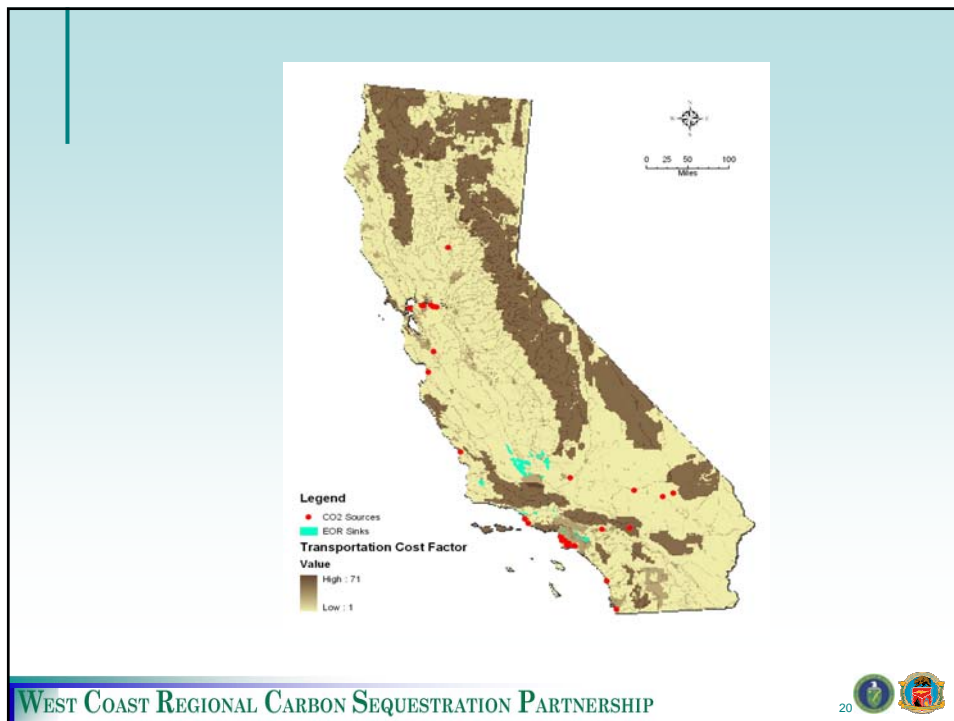 0 25 50 100
Miles
Legend
CO2 Sources
EOR Sinks
Transportation Cost Factor
Value
High : 71
Low : 1
WEST COAST REGIONAL CARBON SEQUESTRATION PARTNERSHIP
20